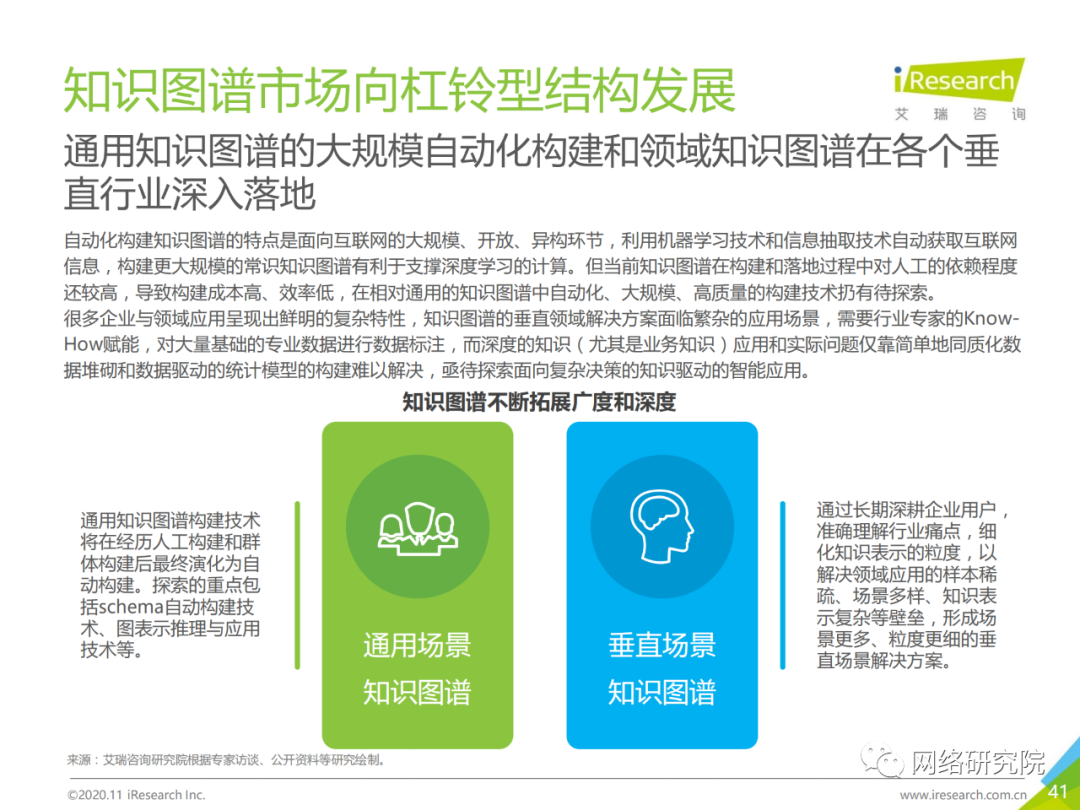 知识图谱市场向杠铃型结构发展
iResearch
艾瑞咨询
通用知识图谱的大规模自动化构建和领域知识图谱在各个垂
直行业深入落地
自动化构建知识图谱的特点是面向互联网的大规模、开放、异构环节，利用机器学习技术和信息抽取技术自动获取互联网
信息，构建更大规模的常识知识图谱有利于支撑深度学习的计算。但当前知识图谱在构建和落地过程中对人工的依赖程度
还较高，导致构建成本高、效率低，在相对通用的知识图谱中自动化、大规模、高质量的构建技术扔有待探索。
很多企业与领域应用呈现出鲜明的复杂特性，知识图谱的垂直领域解决方案面临繁杂的应用场景，需要行业专家的Know-
How赋能，对大量基础的专业数据进行数据标注，而深度的知识（尤其是业务知识）应用和实际问题仅靠简单地同质化数
据堆砌和数据驱动的统计模型的构建难以解决，亟待探索面向复杂决策的知识驱动的智能应用。
知识图谱不断拓展广度和深度
通用知识图谱构建技术
将在经历人工构建和群
体构建后最终演化为自
动构建。探索的重点包
括schema自动构建技
术、图表示推理与应用
技术等。
通用场景
知识图谱
垂直场景
知识图谱
通过长期深耕企业用户，
准确理解行业痛点，细
化知识表示的粒度，以
解决领域应用的样本稀
疏、场景多样、知识表
示复杂等壁垒，形成场
景更多、粒度更细的垂
直场景解决方案。
来源：艾瑞咨询研究院根据专家访谈、公开资料等研究绘制。
网络研究院
©2020.11 iResearch Inc.
www.iresearch.com.cn
41